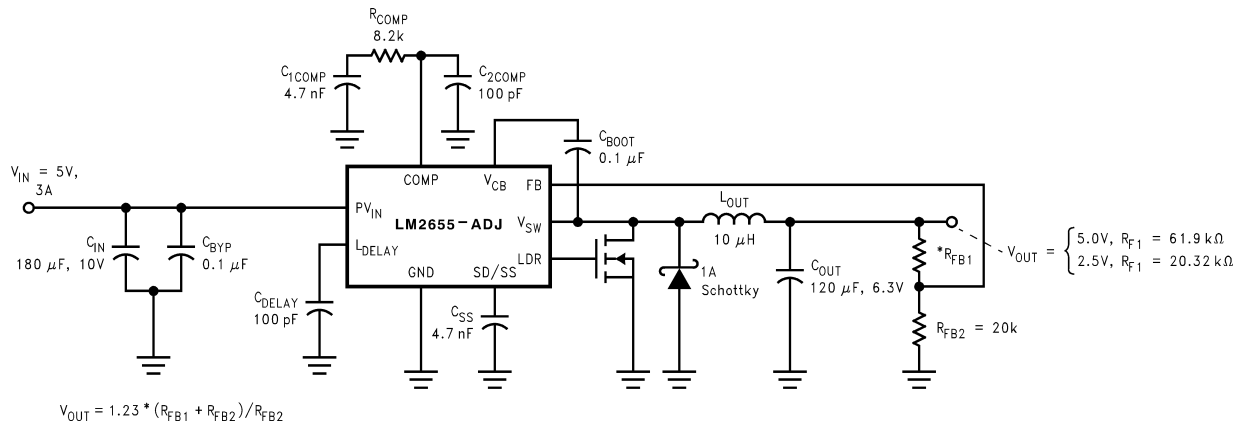 R_COMP
8.2k
C_1COMP
4.7 nF
C_2COMP
100 pF
C_BOOT
0.1 μF
V_IN = 5V,
3A
COMP
V_CB
FB
PV_IN
LM2655-ADJ
V_SW
L_DELAY
LDR
GND
SD/SS
L_OUT
10 μH
C_IN
180 μF, 10V
C_BYP
0.1 μF
C_DELAY
100 pF
C_SS
4.7 nF
1A
Schottky
C_OUT
120 μF, 6.3V
*R_FB1
R_FB2 = 20k
V_OUT =
5.0V, R_F1 = 61.9 kΩ
2.5V, R_F1 = 20.32 kΩ
V_OUT = 1.23 * (R_FB1 + R_FB2)/R_FB2